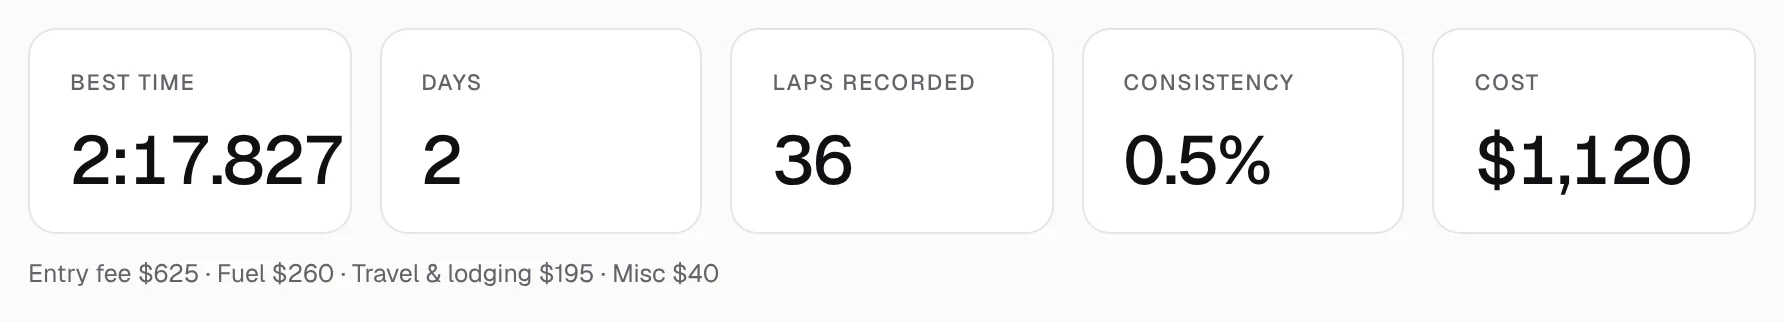 BEST TIME
2:17.827
DAYS
2
LAPS RECORDED
36
CONSISTENCY
0.5%
COST
$1,120
Entry fee $625 · Fuel $260 · Travel & lodging $195 · Misc $40